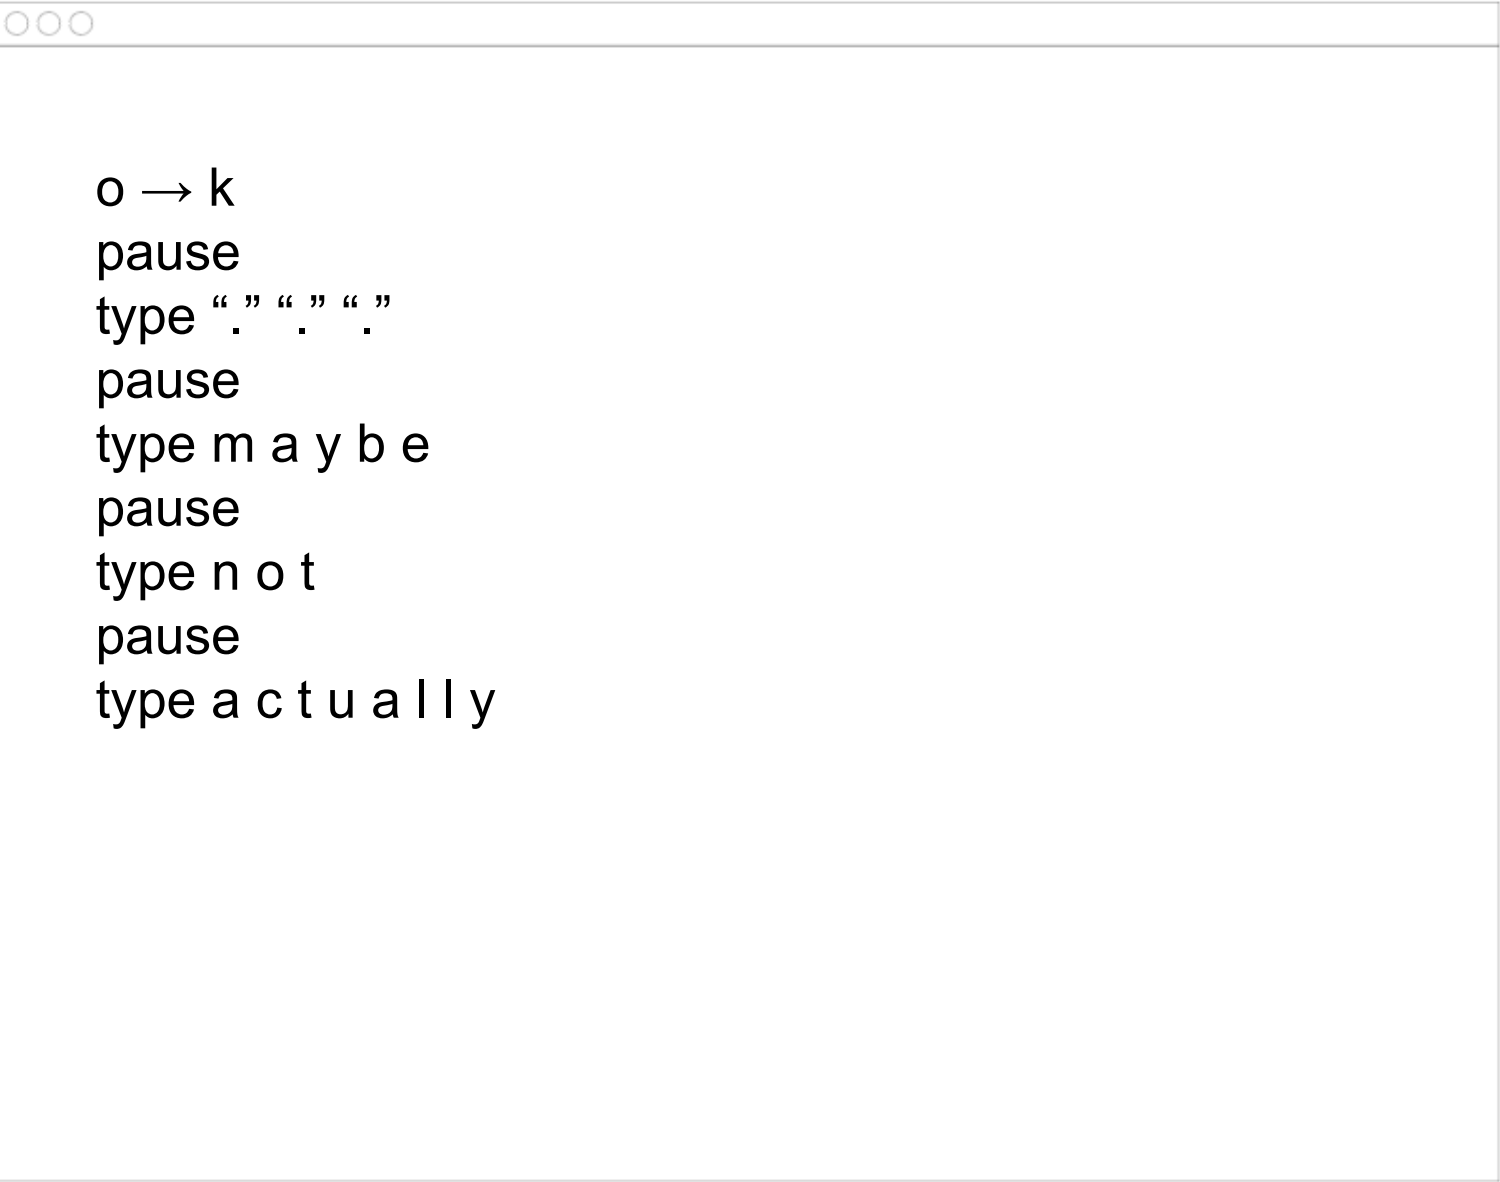 o → k
pause
type “.” “.” “.”
pause
type m a y b e
pause
type n o t
pause
type a c t u a l l y